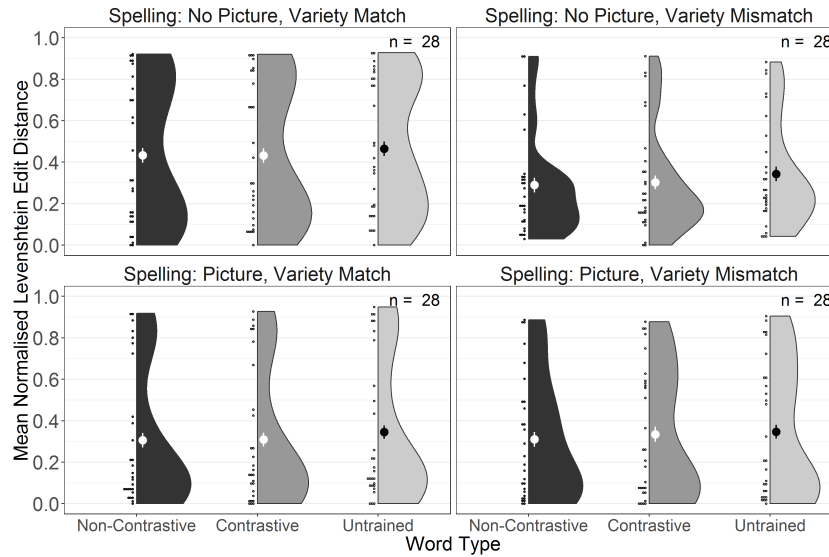 Spelling: No Picture, Variety Match
Spelling: No Picture, Variety Mismatch
n = 28
n = 28
1.0
0.8
0.6
0.4
0.2
0.0
Mean Normalised Levenshtein Edit Distance
Spelling: Picture, Variety Match
Spelling: Picture, Variety Mismatch
n = 28
n = 28
1.0
0.8
0.6
0.4
0.2
0.0
Non-Contrastive Contrastive Untrained
Non-Contrastive Contrastive Untrained
Word Type